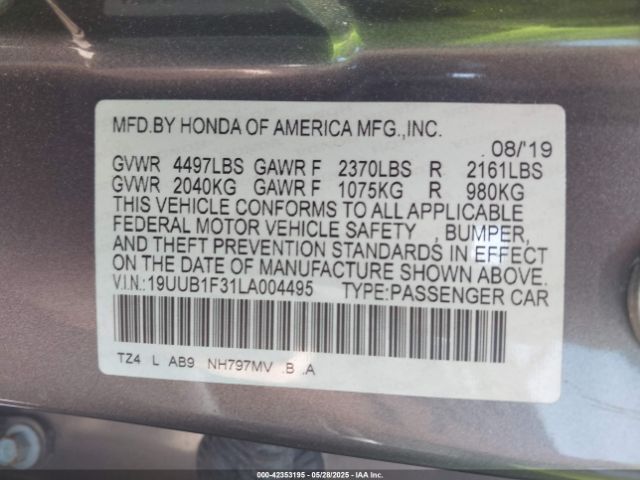 MFD.BY HONDA OF AMERICA MFG.,INC.
08/'19
GVWR 4497LBS GAWR F 2370LBS R 2161LBS
GVWR 2040KG GAWR F 1075KG R 980KG
THIS VEHICLE CONFORMS TO ALL APPLICABLE
FEDERAL MOTOR VEHICLE SAFETY , BUMPER,
AND THEFT PREVENTION STANDARDS IN EFFECT
ON THE DATE OF MANUFACTURE SHOWN ABOVE.
V.I.N.:19UUB1F31LA004495 TYPE:PASSENGER CAR
TZ4 L AB9 NH797MV .B .A
00-42353195 - 05/28/2025 - IAA Inc.